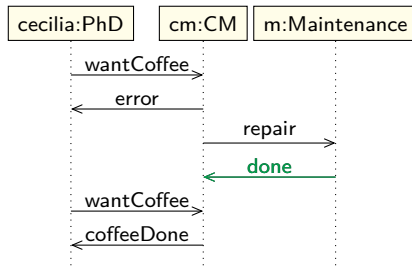 cecilia:PhD cm:CM m:Maintenance
wantCoffee
error
repair
done
wantCoffee
coffeeDone